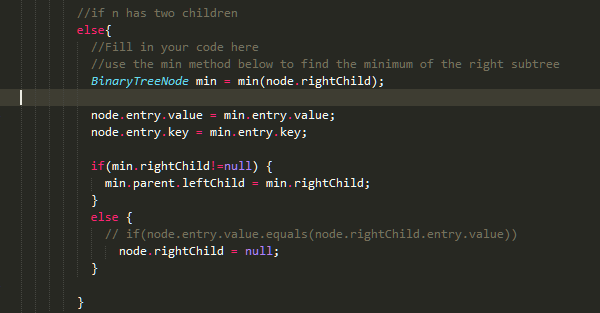 //if n has two children
else{
//Fill in your code here
//use the min method below to find the minimum of the right subtree
BinaryTreeNode min = min(node.rightChild);
node.entry.value = min.entry.value;
node.entry.key = min.entry.key;
if(min.rightChild!=null) {
min.parent.leftChild = min.rightChild;
}
else {
// if(node.entry.value.equals(node.rightChild.entry.value))
node.rightChild = null;
}
}